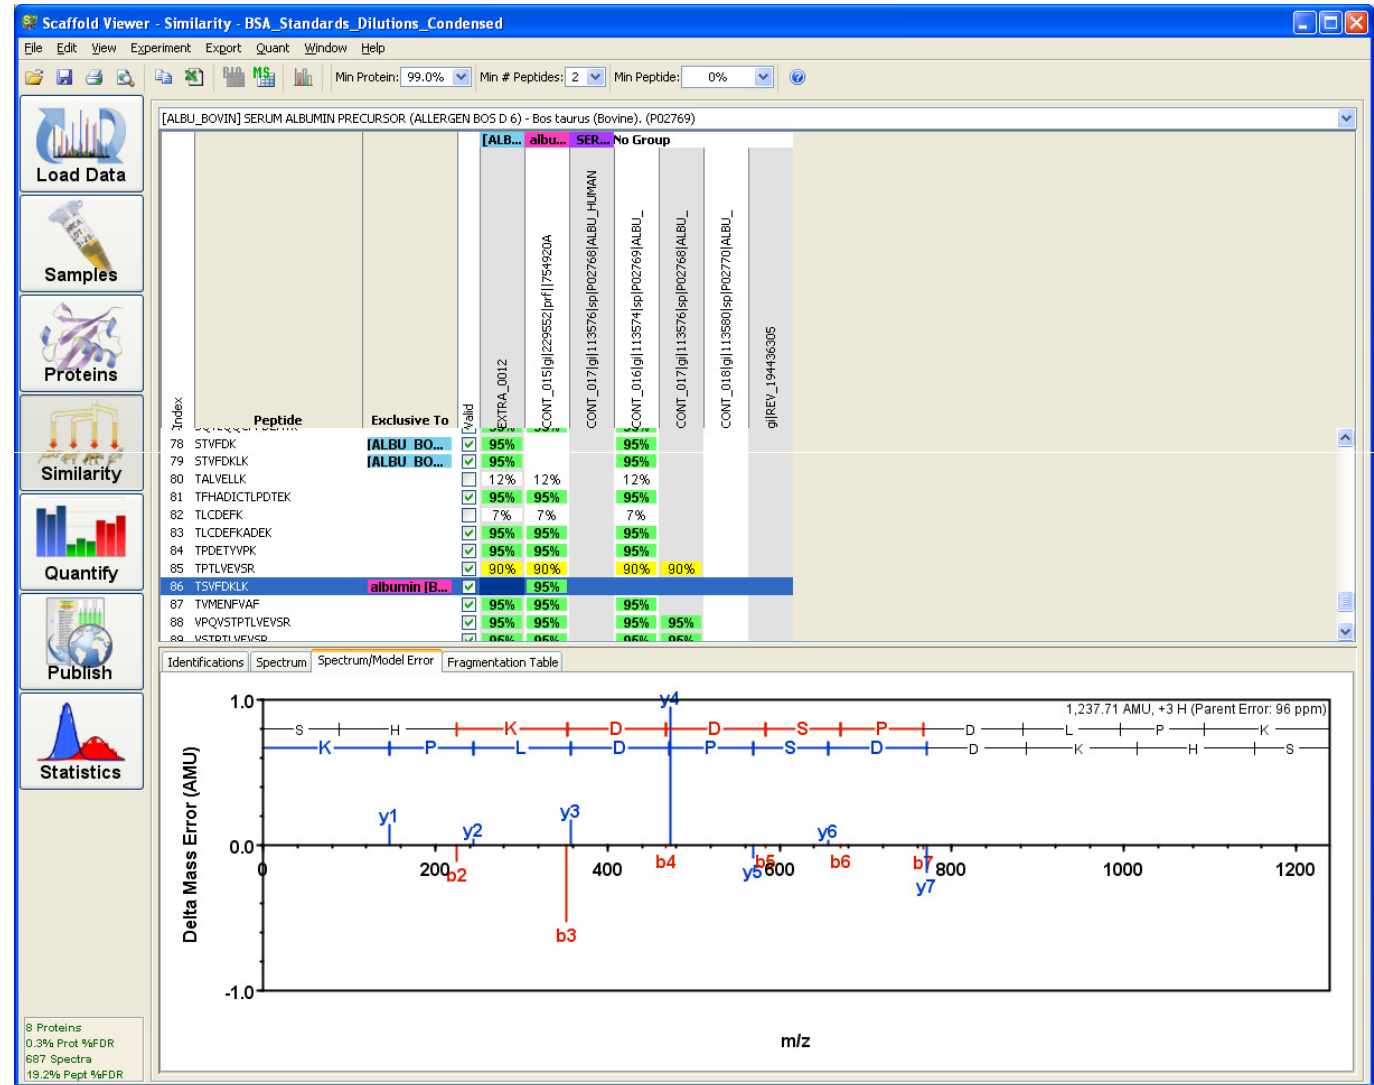 Scaffold Viewer - Similarity - BSA_Standards_Dilutions_Condensed
File Edit View Experiment Export Quant Window Help
Min Protein: 99.0% Min # Peptides: 2 Min Peptide: 0%
Load Data
Samples
Proteins
Similarity
Quantify
Publish
Statistics
8 Proteins
0.3% Prot %FDR
687 Spectra
19.2% Pept %FDR
[ALBU_BOVIN] SERUM ALBUMIN PRECURSOR (ALLERGEN BOS D 6) - Bos taurus (Bovine). (P02769)
[ALB... albu... SER... No Group
Index Peptide Exclusive To Valid
EXTRA_0012
CONT_015|gi|229552|prf||754920A
CONT_017|gi|113576|sp|P02768|ALBU_HUMAN
CONT_016|gi|113574|sp|P02769|ALBU_
CONT_017|gi|113576|sp|P02768|ALBU_
CONT_018|gi|113580|sp|P02770|ALBU_
gi|REV_194436305
78 STVFDK [ALBU_BO... 95% 95%
79 STVFDKLK [ALBU_BO... 95% 95%
80 TALVELLK 12% 12% 12%
81 TFHADICTLPDTEK 95% 95% 95%
82 TLCDEFK 7% 7% 7%
83 TLCDEFKADEK 95% 95% 95%
84 TPDETYVPK 95% 95% 95%
85 TPTLVEVSR 90% 90% 90% 90%
86 TSVFDKLK albumin [B... 95%
87 TVMENFVAF 95% 95% 95%
88 VPQVSTPTLVEVSR 95% 95% 95% 95%
89 VSTPTLVEVSR 95% 95% 95% 95%
Identifications Spectrum Spectrum/Model Error Fragmentation Table
1,237.71 AMU, +3 H (Parent Error: 96 ppm)
S H K D D S P D L P K
K P L D P S D D K H S
y4
y1 y2 y3 y6
b2 b3 b4 b5 b6 b7
y5 y7
1.0
0.0
-1.0
0 200 400 600 800 1000 1200
Delta Mass Error (AMU)
m/z